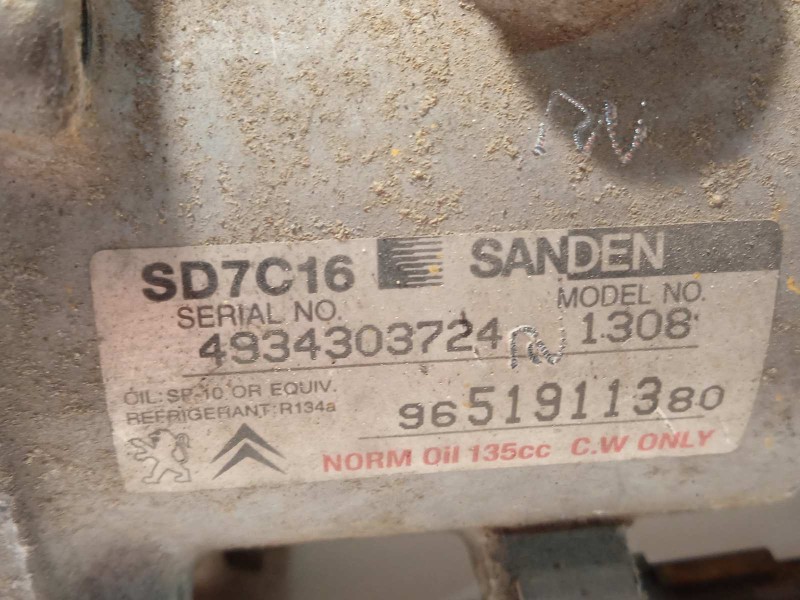 SD7C16 SANDEN
SERIAL NO. MODEL NO.
4934303724 1308
OIL: SP-10 OR EQUIV.
REFRIGERANT: R134a
9651911380
NORM Oil 135cc C.W ONLY